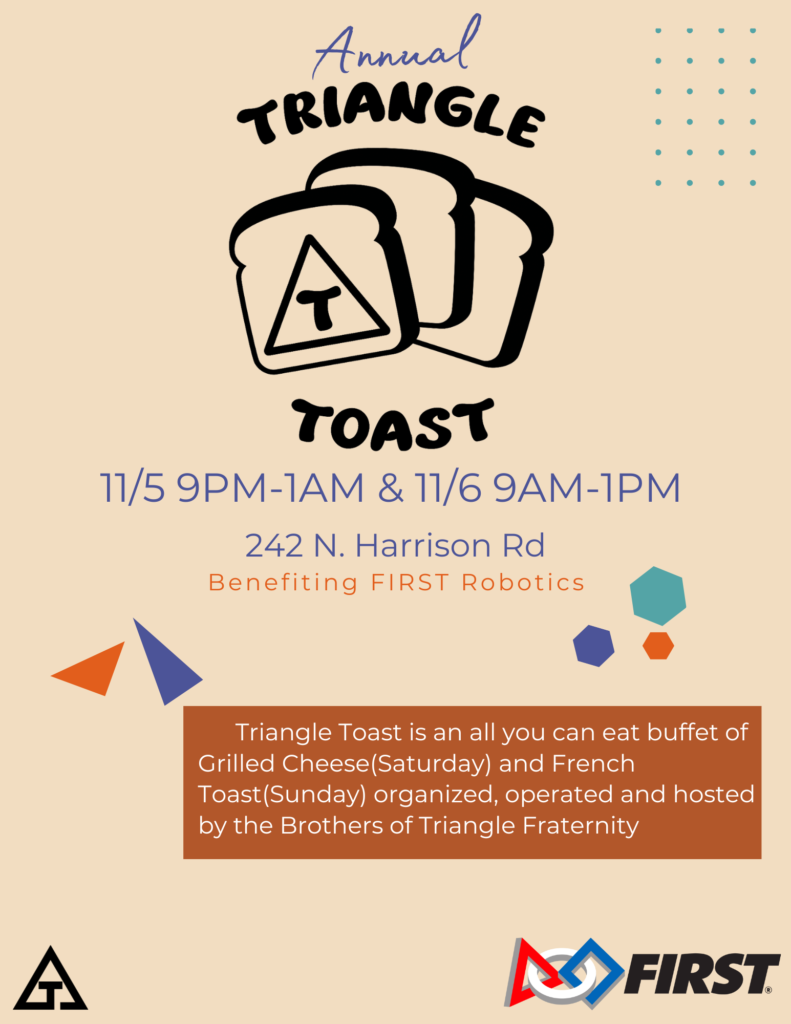 Annual
TRIANGLE
T
TOAST
11/5 9PM-1AM & 11/6 9AM-1PM
242 N. Harrison Rd
Benefiting FIRST Robotics
Triangle Toast is an all you can eat buffet of
Grilled Cheese(Saturday) and French
Toast(Sunday) organized, operated and hosted
by the Brothers of Triangle Fraternity
T
FIRST®